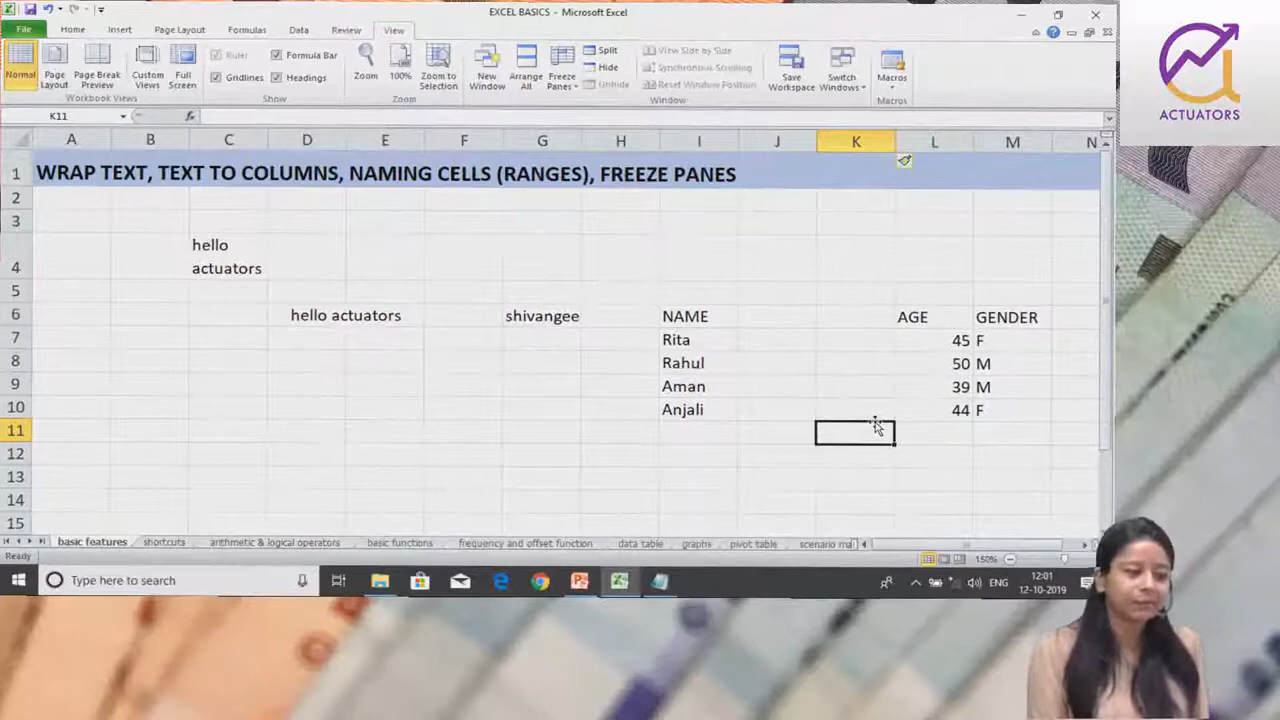 EXCEL BASICS - Microsoft Excel
File Home Insert Page Layout Formulas Data Review View
Normal Page Layout Page Break Preview Custom Views Full Screen
Workbook Views
Ruler Formula Bar
Gridlines Headings
Show
Zoom 100% Zoom to Selection
Zoom
New Window Arrange All Freeze Panes
Split View Side by Side
Hide Synchronous Scrolling
Unhide Reset Window Position
Save Workspace Switch Windows
Window
Macros
Macros
ACTUATORS
K11 fx
A B C D E F G H I J K L M N
1 WRAP TEXT, TEXT TO COLUMNS, NAMING CELLS (RANGES), FREEZE PANES
2
3
hello
4 actuators
5
6 hello actuators shivangee NAME AGE GENDER
7 Rita 45 F
8 Rahul 50 M
9 Aman 39 M
10 Anjali 44 F
11
12
13
14
15
basic features shortcuts arithmetic & logical operators basic functions frequency and offset function data table graphs pivot table scenario ma
Ready 150%
Type here to search ENG 12:01
12-10-2019